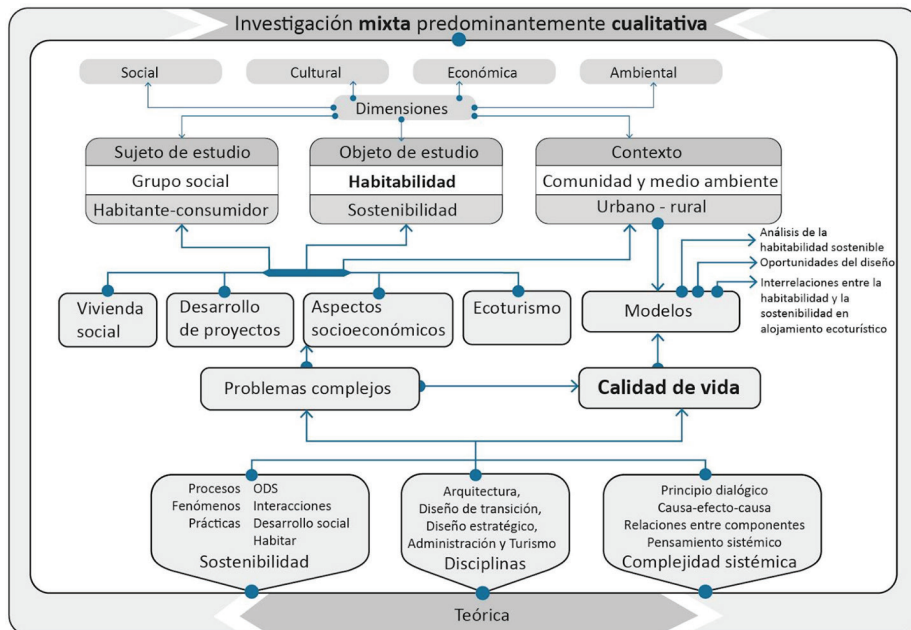 Investigación mixta predominantemente cualitativa
Social
Cultural
Económica
Ambiental
Dimensiones
Sujeto de estudio
Grupo social
Habitante-consumidor
Objeto de estudio
Habitabilidad
Sostenibilidad
Contexto
Comunidad y medio ambiente
Urbano - rural
Análisis de la
habitabilidad sostenible
Oportunidades del diseño
Interrelaciones entre la
habitabilidad y la
sostenibilidad en
alojamiento ecoturístico
Vivienda
social
Desarrollo
de proyectos
Aspectos
socioeconómicos
Ecoturismo
Modelos
Problemas complejos
Calidad de vida
Procesos
Fenómenos
Prácticas
ODS
Interacciones
Desarrollo social
Habitar
Sostenibilidad
Arquitectura,
Diseño de transición,
Diseño estratégico,
Administración y Turismo
Disciplinas
Principio dialógico
Causa-efecto-causa
Relaciones entre componentes
Pensamiento sistémico
Complejidad sistémica
Teórica